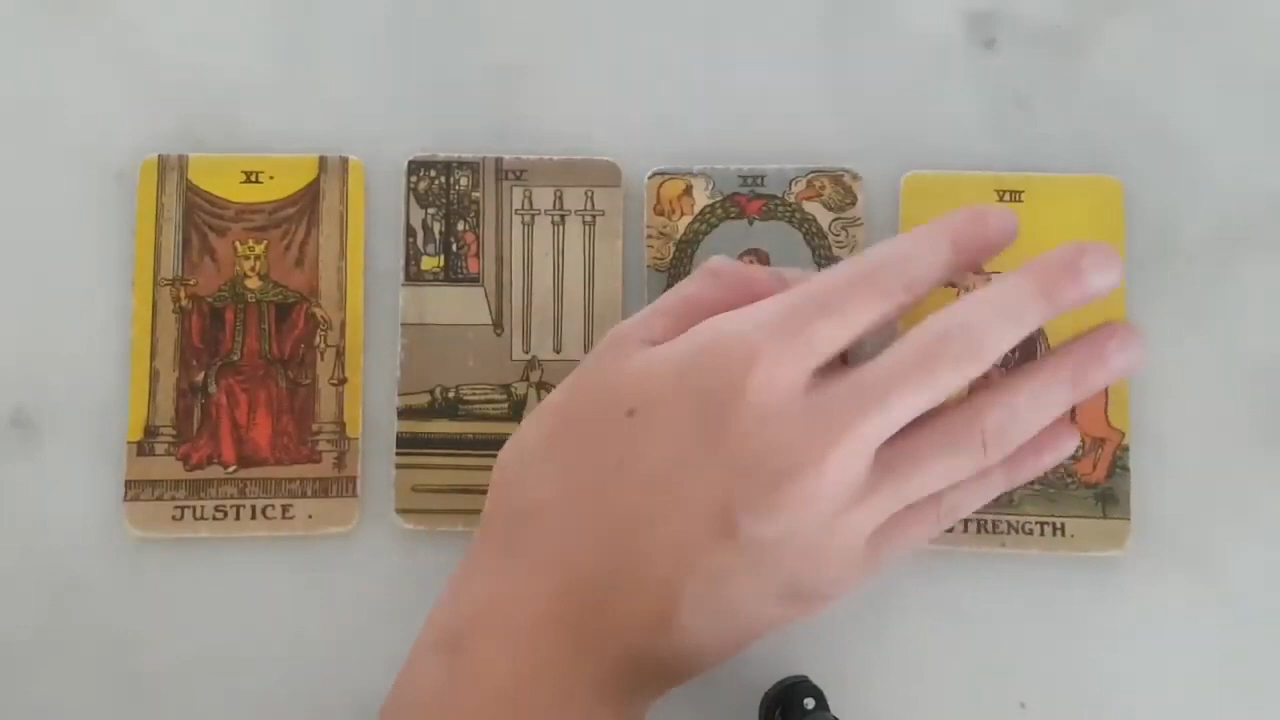 XI.
IV
XXI
VIII
JUSTICE.
TRENGTH.